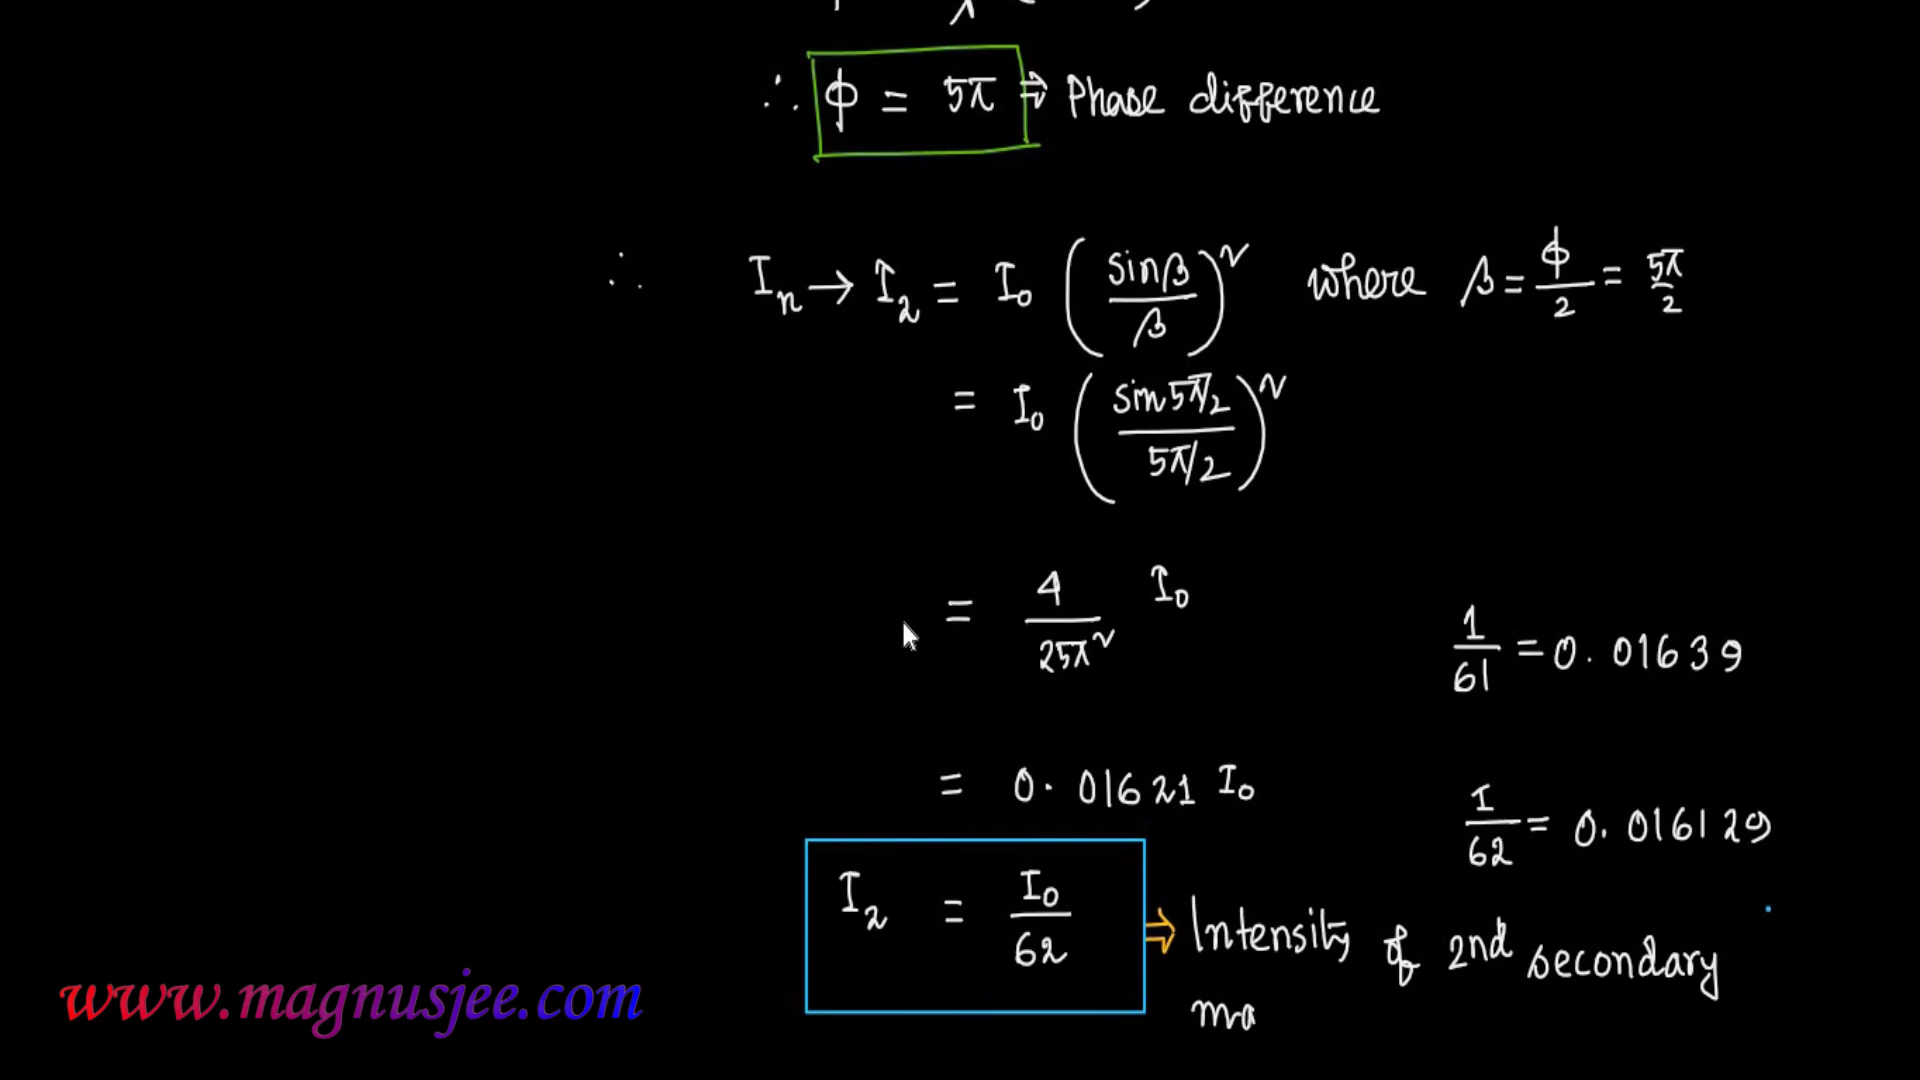 ∴ φ = 5π ⇒ Phase difference
∴ Iₙ → I₂ = I₀ (sinβ/β)² where β = φ/2 = 5π/2
= I₀ (sin5π/2 / 5π/2)²
= 4/25π² I₀
1/61 = 0.01639
= 0.01621 I₀
1/62 = 0.016129
I₂ = I₀/62 ⇒ Intensity of 2nd secondary
ma
www.magnusjee.com